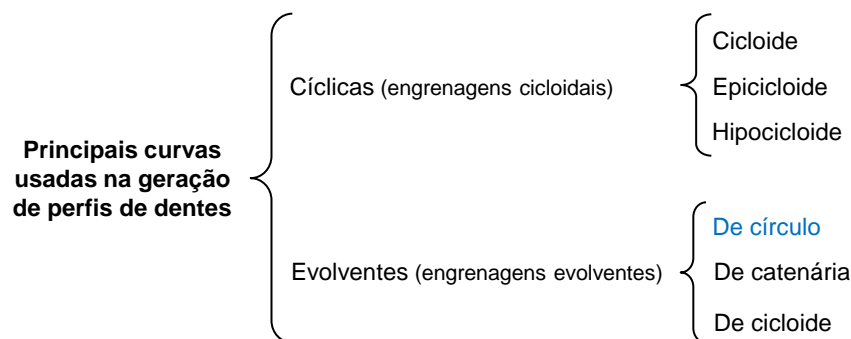 Principais curvas
usadas na geração
de perfis de dentes
Cíclicas (engrenagens cicloidais)
Cicloide
Epicicloide
Hipocicloide
Evolventes (engrenagens evolventes)
De círculo
De catenária
De cicloide